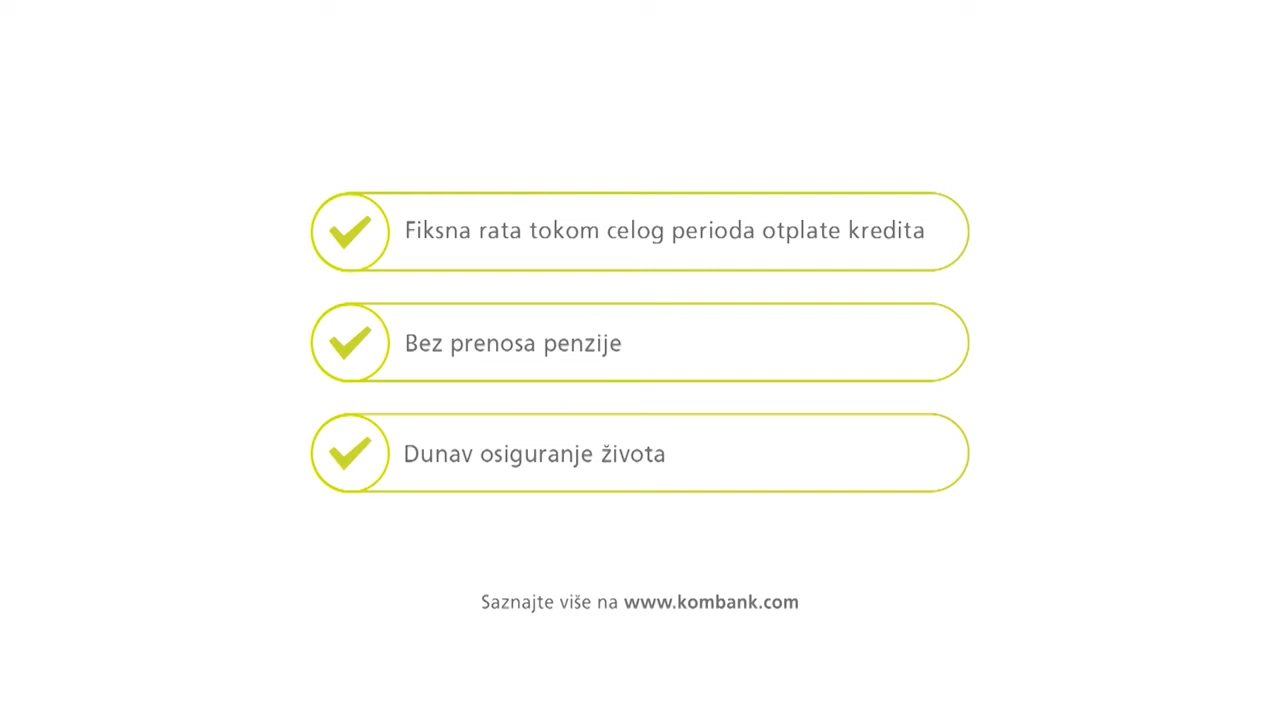 Fiksna rata tokom celog perioda otplate kredita
Bez prenosa penzije
Dunav osiguranje života
Saznajte više na www.kombank.com